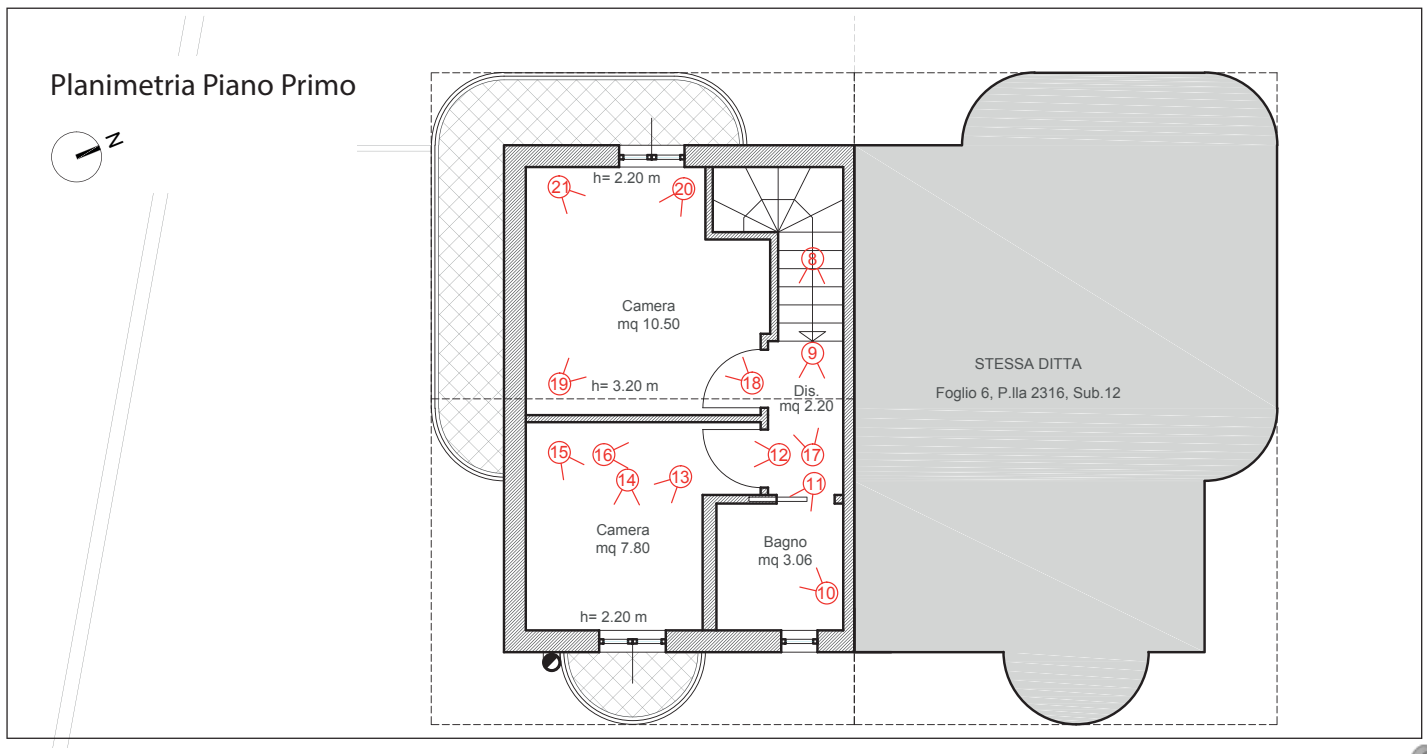 Planimetria Piano Primo
N
21
h= 2.20 m
20
8
Camera
mq 10.50
9
19
h= 3.20 m
18
Dis.
mq 2.20
STESSA DITTA
Foglio 6, P.lla 2316, Sub.12
15
16
12
17
14
13
11
Camera
mq 7.80
Bagno
mq 3.06
10
h= 2.20 m